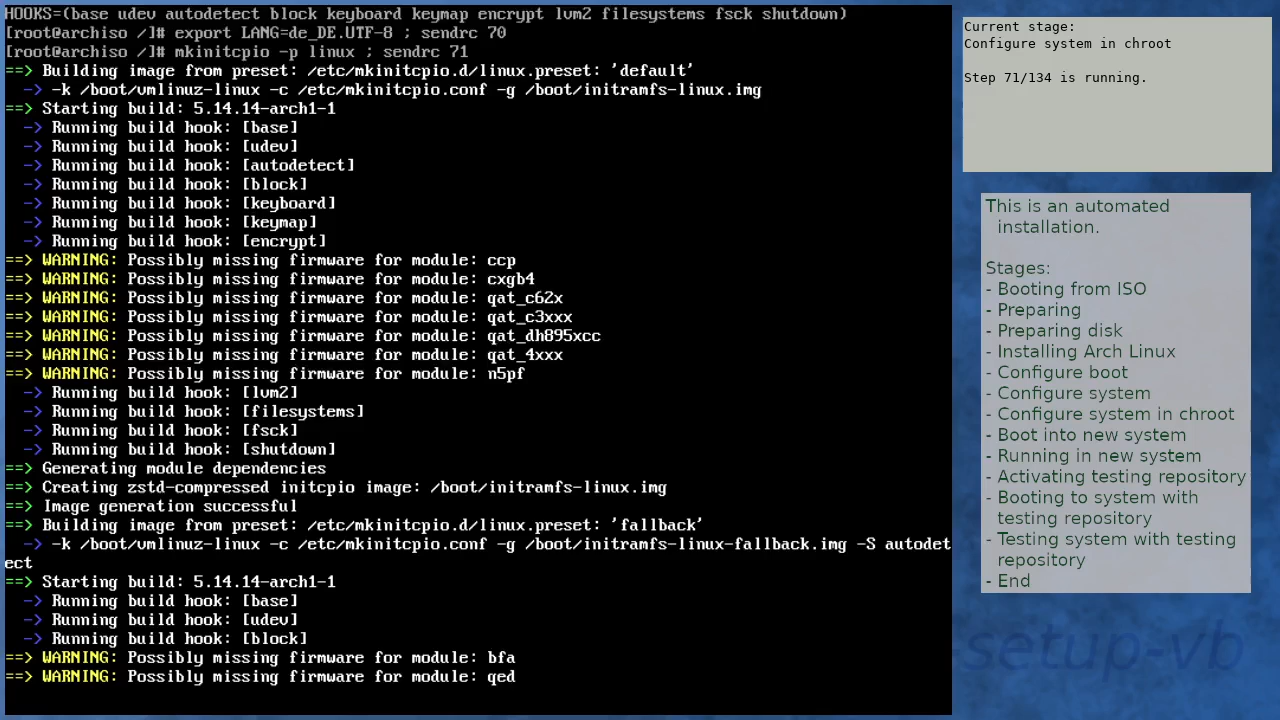 HOOKS=(base udev autodetect block keyboard keymap encrypt lvm2 filesystems fsck shutdown)
[root@archiso /]# export LANG=de_DE.UTF-8 ; sendrc 70
[root@archiso /]# mkinitcpio -p linux ; sendrc 71
==> Building image from preset: /etc/mkinitcpio.d/linux.preset: 'default'
  -> -k /boot/vmlinuz-linux -c /etc/mkinitcpio.conf -g /boot/initramfs-linux.img
==> Starting build: 5.14.14-arch1-1
  -> Running build hook: [base]
  -> Running build hook: [udev]
  -> Running build hook: [autodetect]
  -> Running build hook: [block]
  -> Running build hook: [keyboard]
  -> Running build hook: [keymap]
  -> Running build hook: [encrypt]
==> WARNING: Possibly missing firmware for module: ccp
==> WARNING: Possibly missing firmware for module: cxgb4
==> WARNING: Possibly missing firmware for module: qat_c62x
==> WARNING: Possibly missing firmware for module: qat_c3xxx
==> WARNING: Possibly missing firmware for module: qat_dh895xcc
==> WARNING: Possibly missing firmware for module: qat_4xxx
==> WARNING: Possibly missing firmware for module: n5pf
  -> Running build hook: [lvm2]
  -> Running build hook: [filesystems]
  -> Running build hook: [fsck]
  -> Running build hook: [shutdown]
==> Generating module dependencies
==> Creating zstd-compressed initcpio image: /boot/initramfs-linux.img
==> Image generation successful
==> Building image from preset: /etc/mkinitcpio.d/linux.preset: 'fallback'
  -> -k /boot/vmlinuz-linux -c /etc/mkinitcpio.conf -g /boot/initramfs-linux-fallback.img -S autodet
ect
==> Starting build: 5.14.14-arch1-1
  -> Running build hook: [base]
  -> Running build hook: [udev]
  -> Running build hook: [block]
==> WARNING: Possibly missing firmware for module: bfa
==> WARNING: Possibly missing firmware for module: qed
Current stage:
Configure system in chroot
Step 71/134 is running.
This is an automated
installation.
Stages:
- Booting from ISO
- Preparing
- Preparing disk
- Installing Arch Linux
- Configure boot
- Configure system
- Configure system in chroot
- Boot into new system
- Running in new system
- Activating testing repository
- Booting to system with
testing repository
- Testing system with testing
repository
- End
-setup-vb